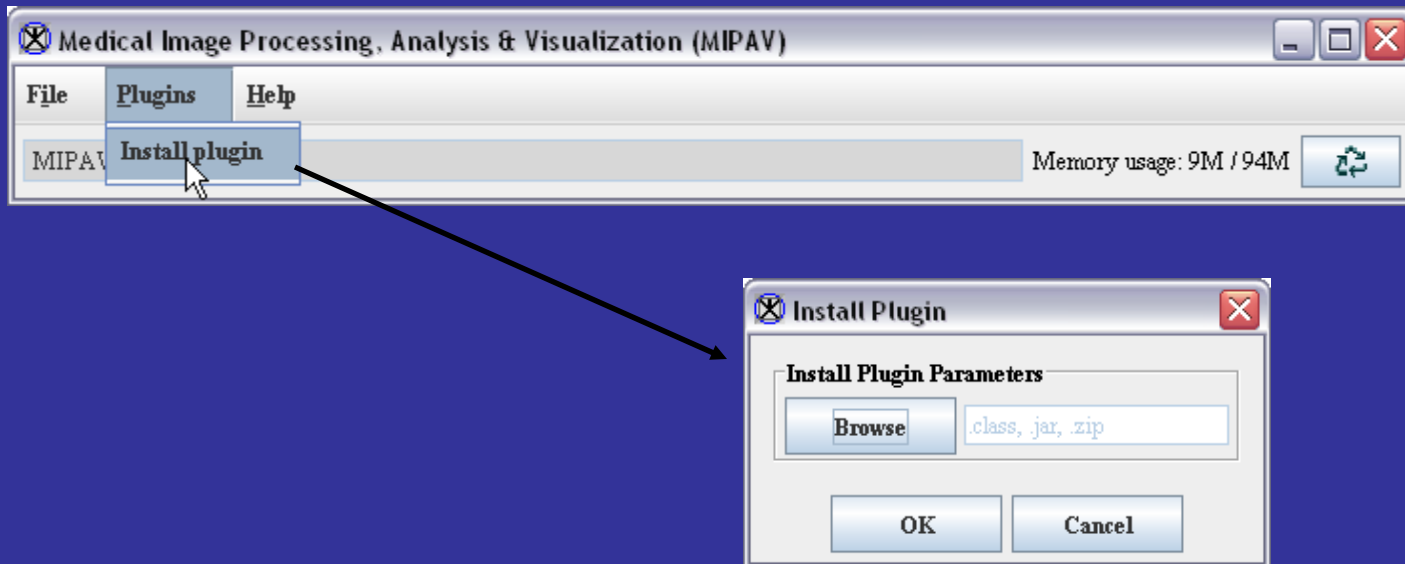 Medical Image Processing, Analysis & Visualization (MIPAV)
File Plugins Help
MIPAV
Install plugin
Memory usage: 9M / 94M
Install Plugin
Install Plugin Parameters
Browse .class, .jar, .zip
OK Cancel